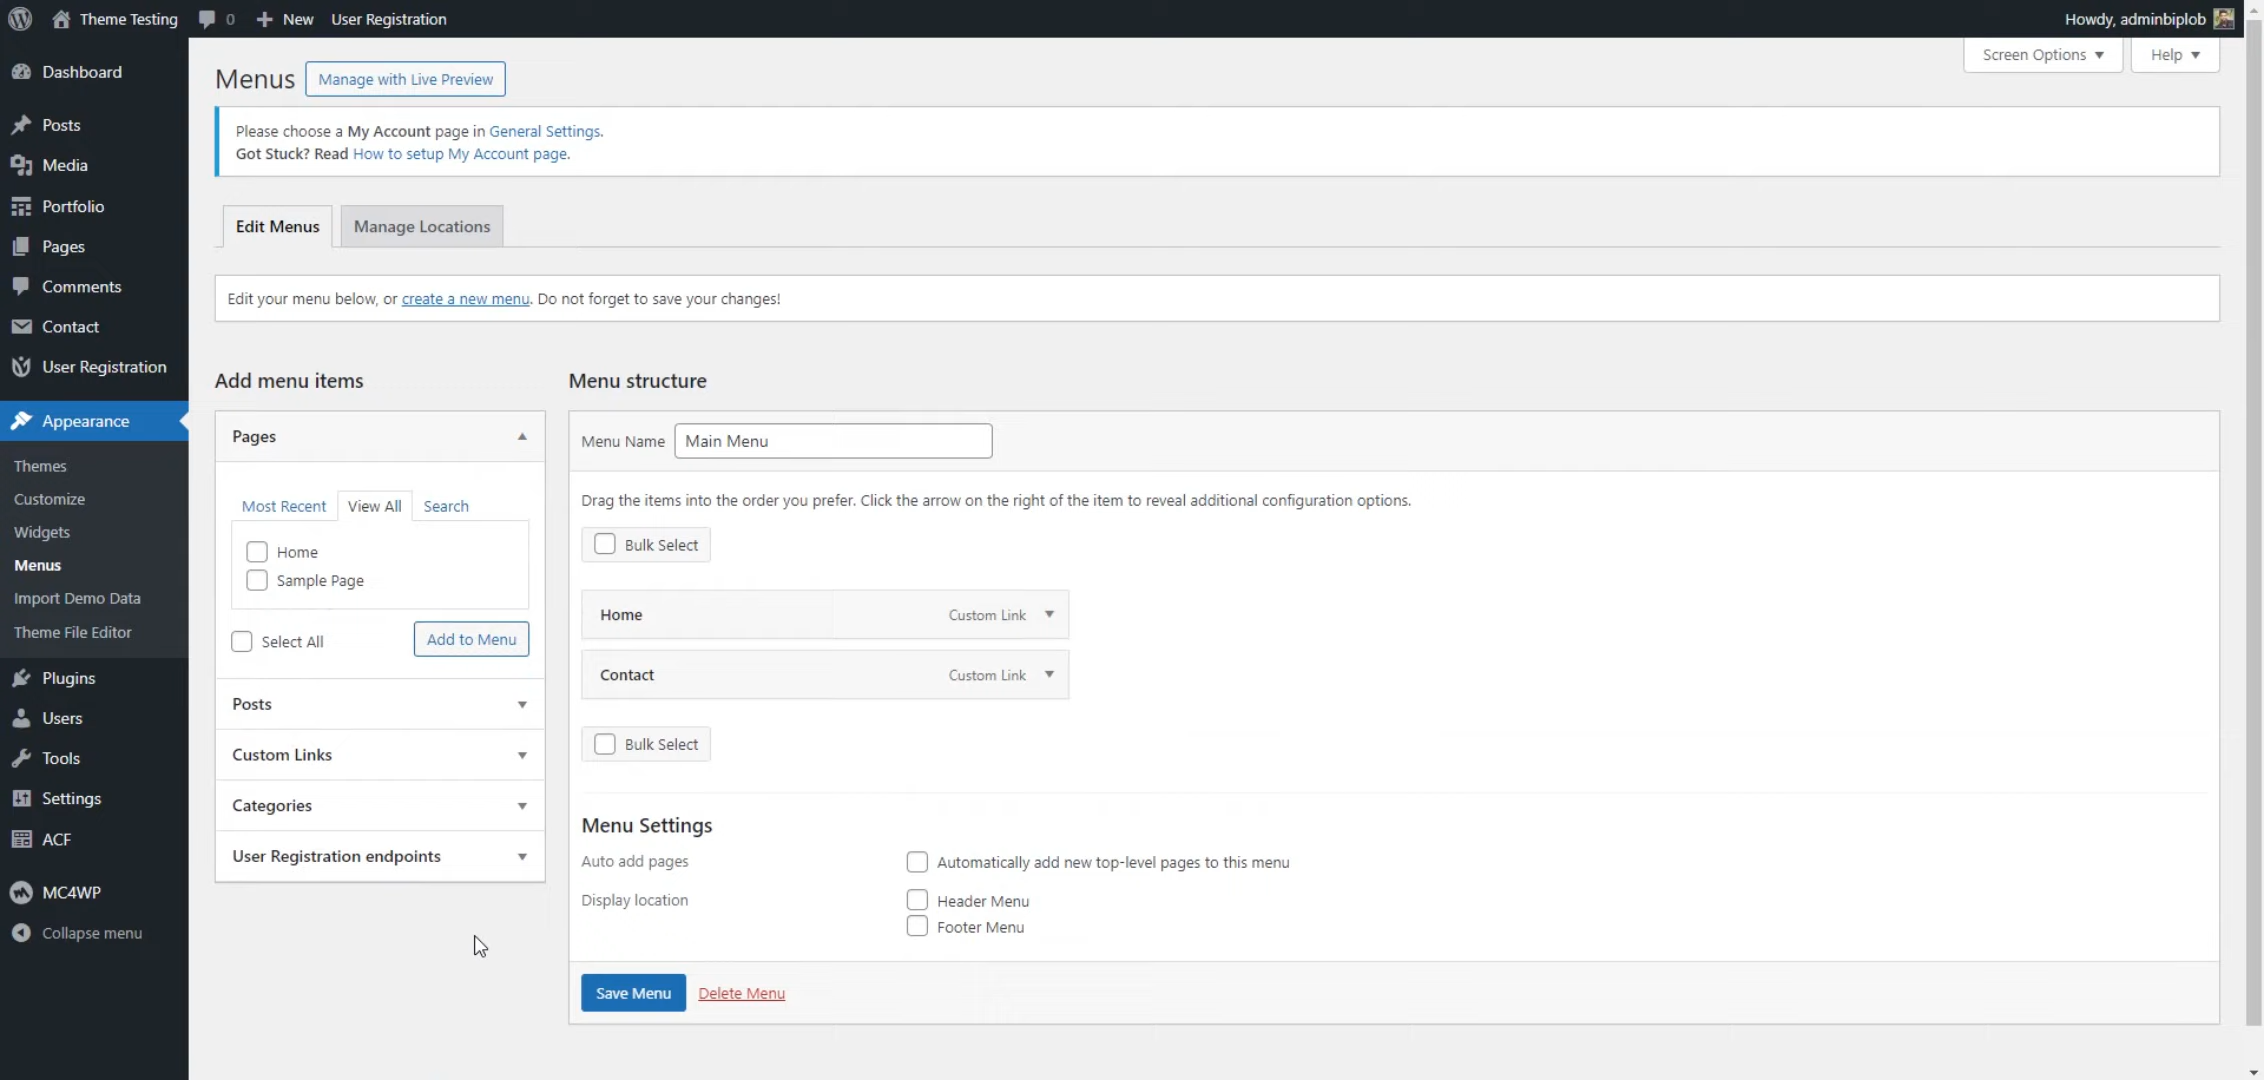 Theme Testing
0
New
User Registration
Howdy, adminbiplob
Dashboard
Posts
Media
Portfolio
Pages
Comments
Contact
User Registration
Appearance
Themes
Customize
Widgets
Menus
Import Demo Data
Theme File Editor
Plugins
Users
Tools
Settings
ACF
MC4WP
Collapse menu
Screen Options
Help
Menus
Manage with Live Preview
Please choose a My Account page in General Settings.
Got Stuck? Read How to setup My Account page.
Edit Menus
Manage Locations
Edit your menu below, or create a new menu. Do not forget to save your changes!
Add menu items
Pages
Most Recent
View All
Search
Home
Sample Page
Select All
Add to Menu
Posts
Custom Links
Categories
User Registration endpoints
Menu structure
Menu Name
Main Menu
Drag the items into the order you prefer. Click the arrow on the right of the item to reveal additional configuration options.
Bulk Select
Home
Custom Link
Contact
Custom Link
Bulk Select
Menu Settings
Auto add pages
Automatically add new top-level pages to this menu
Display location
Header Menu
Footer Menu
Save Menu
Delete Menu